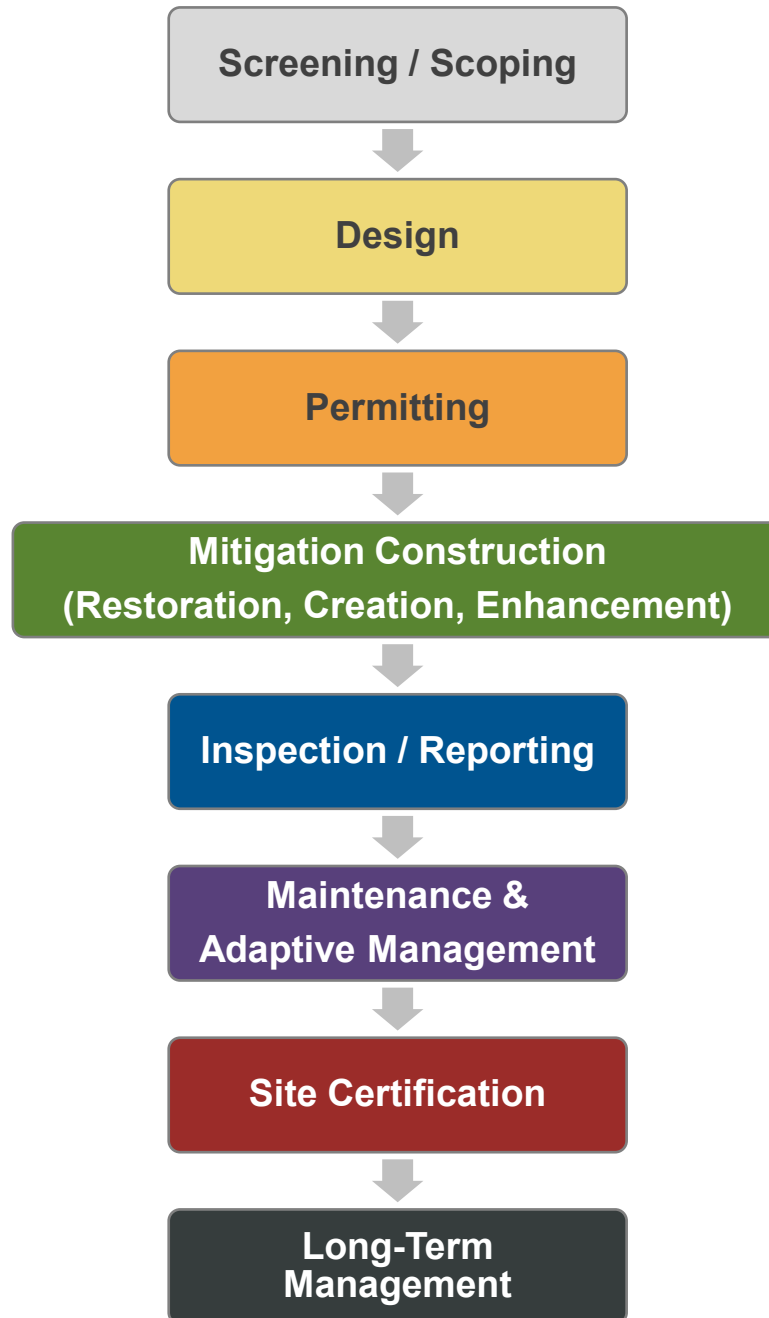 Screening / Scoping
Design
Permitting
Mitigation Construction
(Restoration, Creation, Enhancement)
Inspection / Reporting
Maintenance &
Adaptive Management
Site Certification
Long-Term
Management